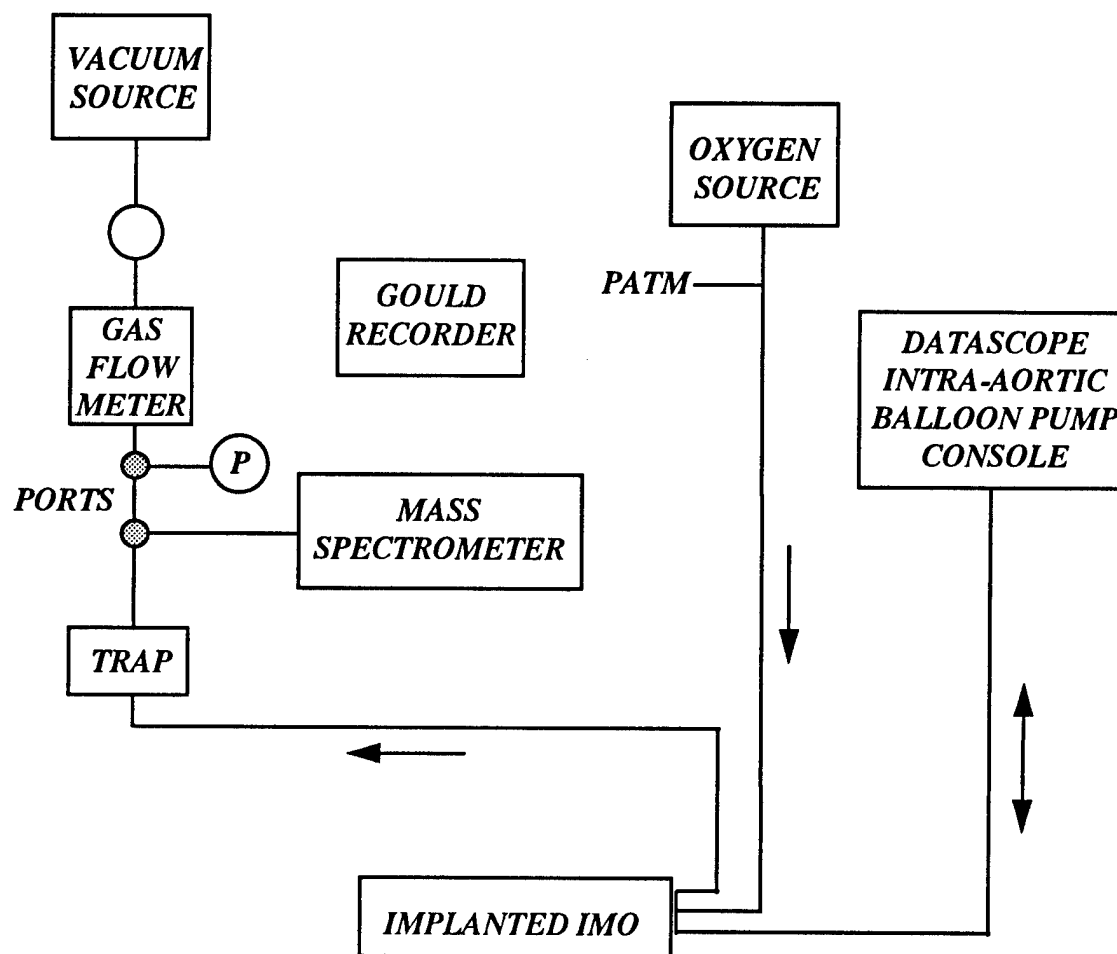 VACUUM
SOURCE
OXYGEN
SOURCE
PATM
GOULD
RECORDER
GAS
FLOW
METER
DATASCOPE
INTRA-AORTIC
BALLOON PUMP
CONSOLE
P
PORTS
MASS
SPECTROMETER
TRAP
IMPLANTED IMO